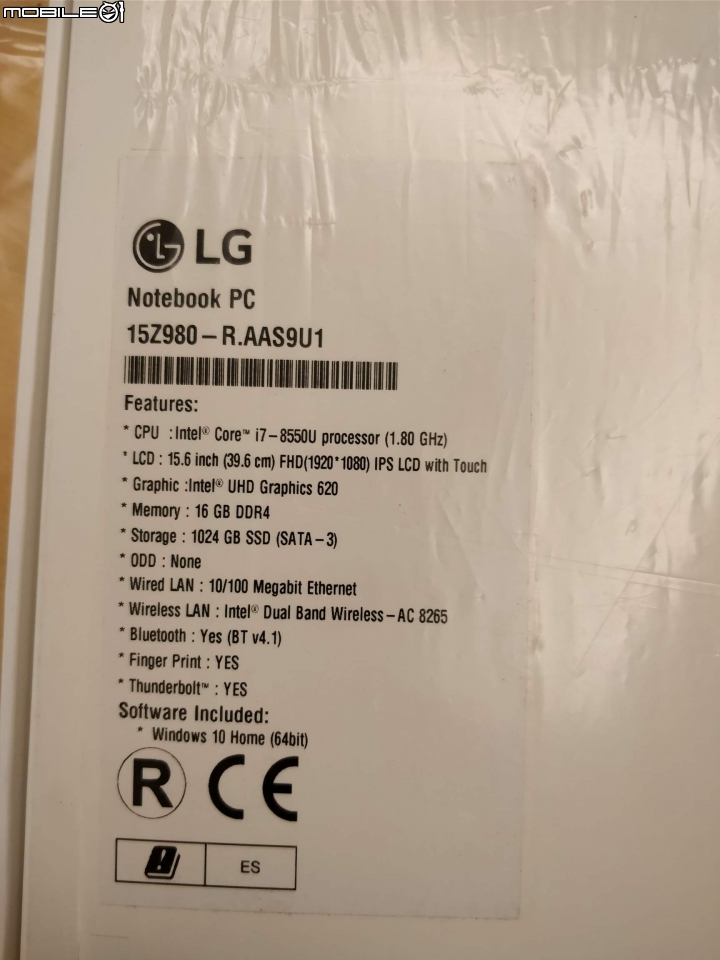 MOBILE01
LG
Notebook PC
15Z980-R.AAS9U1
Features:
* CPU :Intel® Core™ i7-8550U processor (1.80 GHz)
* LCD : 15.6 inch (39.6 cm) FHD(1920*1080) IPS LCD with Touch
* Graphic :Intel® UHD Graphics 620
* Memory : 16 GB DDR4
* Storage : 1024 GB SSD (SATA-3)
* ODD : None
* Wired LAN : 10/100 Megabit Ethernet
* Wireless LAN : Intel® Dual Band Wireless-AC 8265
* Bluetooth : Yes (BT v4.1)
* Finger Print : YES
* Thunderbolt™ : YES
Software Included:
* Windows 10 Home (64bit)
R CE
ES